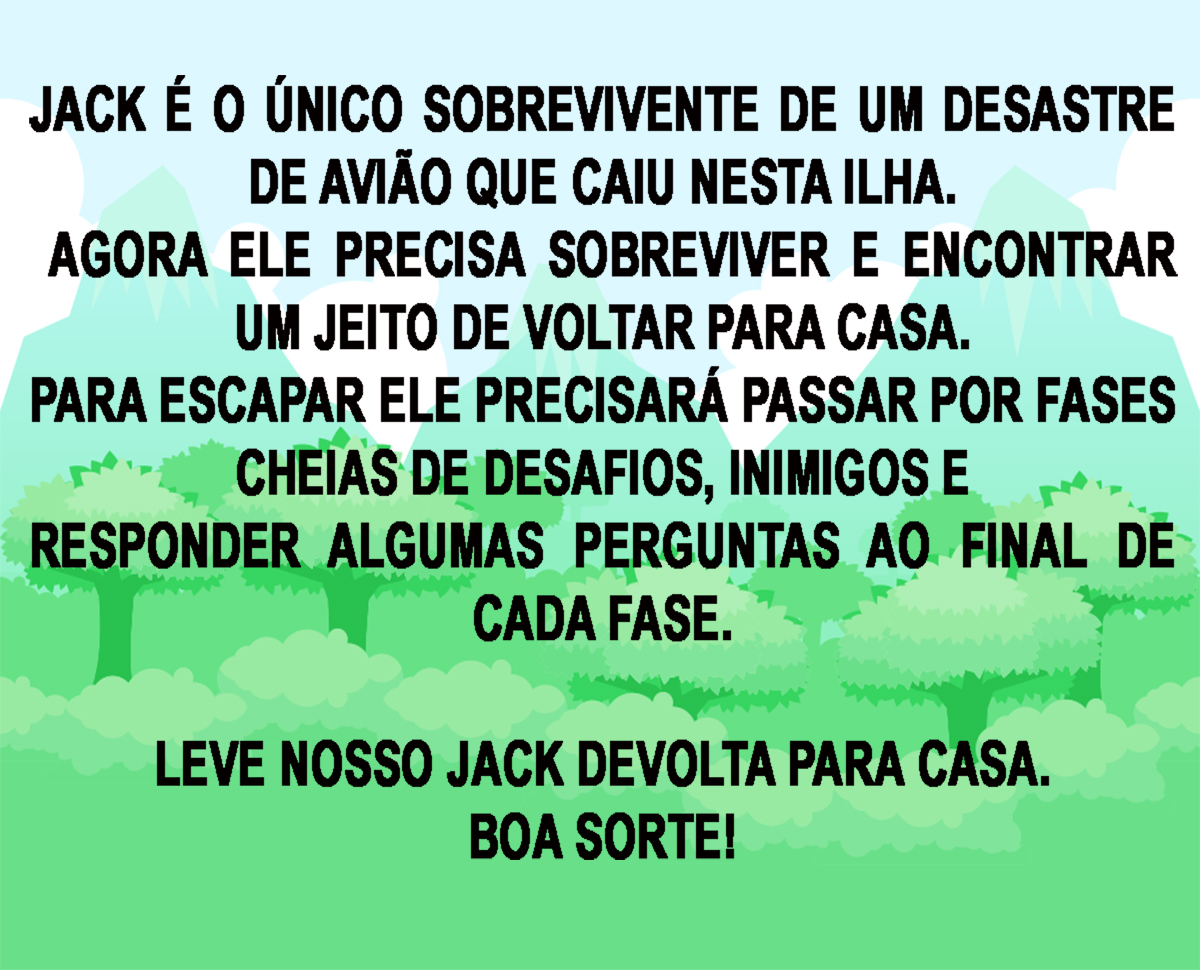 JACK É O ÚNICO SOBREVIVENTE DE UM DESASTRE
DE AVIÃO QUE CAIU NESTA ILHA.
AGORA ELE PRECISA SOBREVIVER E ENCONTRAR
UM JEITO DE VOLTAR PARA CASA.
PARA ESCAPAR ELE PRECISARÁ PASSAR POR FASES
CHEIAS DE DESAFIOS, INIMIGOS E
RESPONDER ALGUMAS PERGUNTAS AO FINAL DE
CADA FASE.
LEVE NOSSO JACK DEVOLTA PARA CASA.
BOA SORTE!